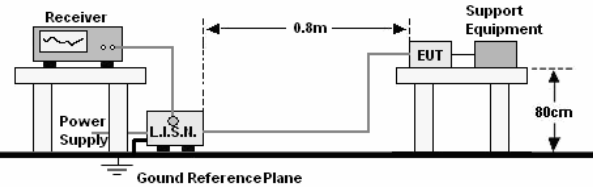 Receiver
Support
Equipment
0.8m
EUT
80cm
Power
Supply
L.I.S.N.
Gound Reference Plane